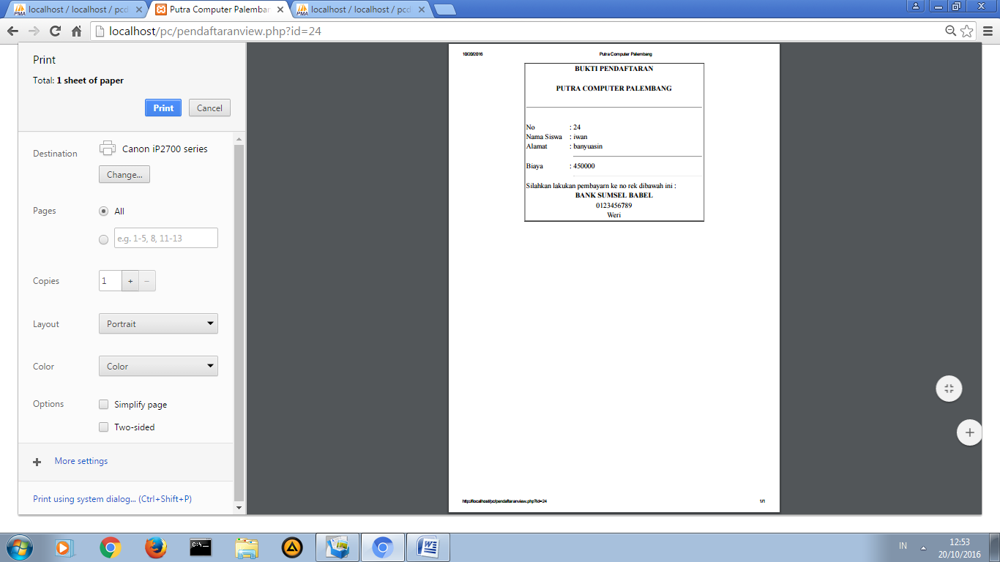 localhost / localhost / pcd
Putra Computer Palemban
localhost / localhost / pcd
localhost/pc/pendaftaranview.php?id=24
Print
Total: 1 sheet of paper
Print
Cancel
Destination
Canon iP2700 series
Change...
Pages
All
e.g. 1-5, 8, 11-13
Copies
1
+
−
Layout
Portrait
Color
Color
Options
Simplify page
Two-sided
More settings
Print using system dialog... (Ctrl+Shift+P)
10/20/2016
Putra Computer Palembang
BUKTI PENDAFTARAN
PUTRA COMPUTER PALEMBANG
No : 24
Nama Siswa : iwan
Alamat : banyuasin
Biaya : 450000
Silahkan lakukan pembayarn ke no rek dibawah ini :
BANK SUMSEL BABEL
0123456789
Weri
http://localhost/pc/pendaftaranview.php?id=24
1/1
IN
12:53
20/10/2016